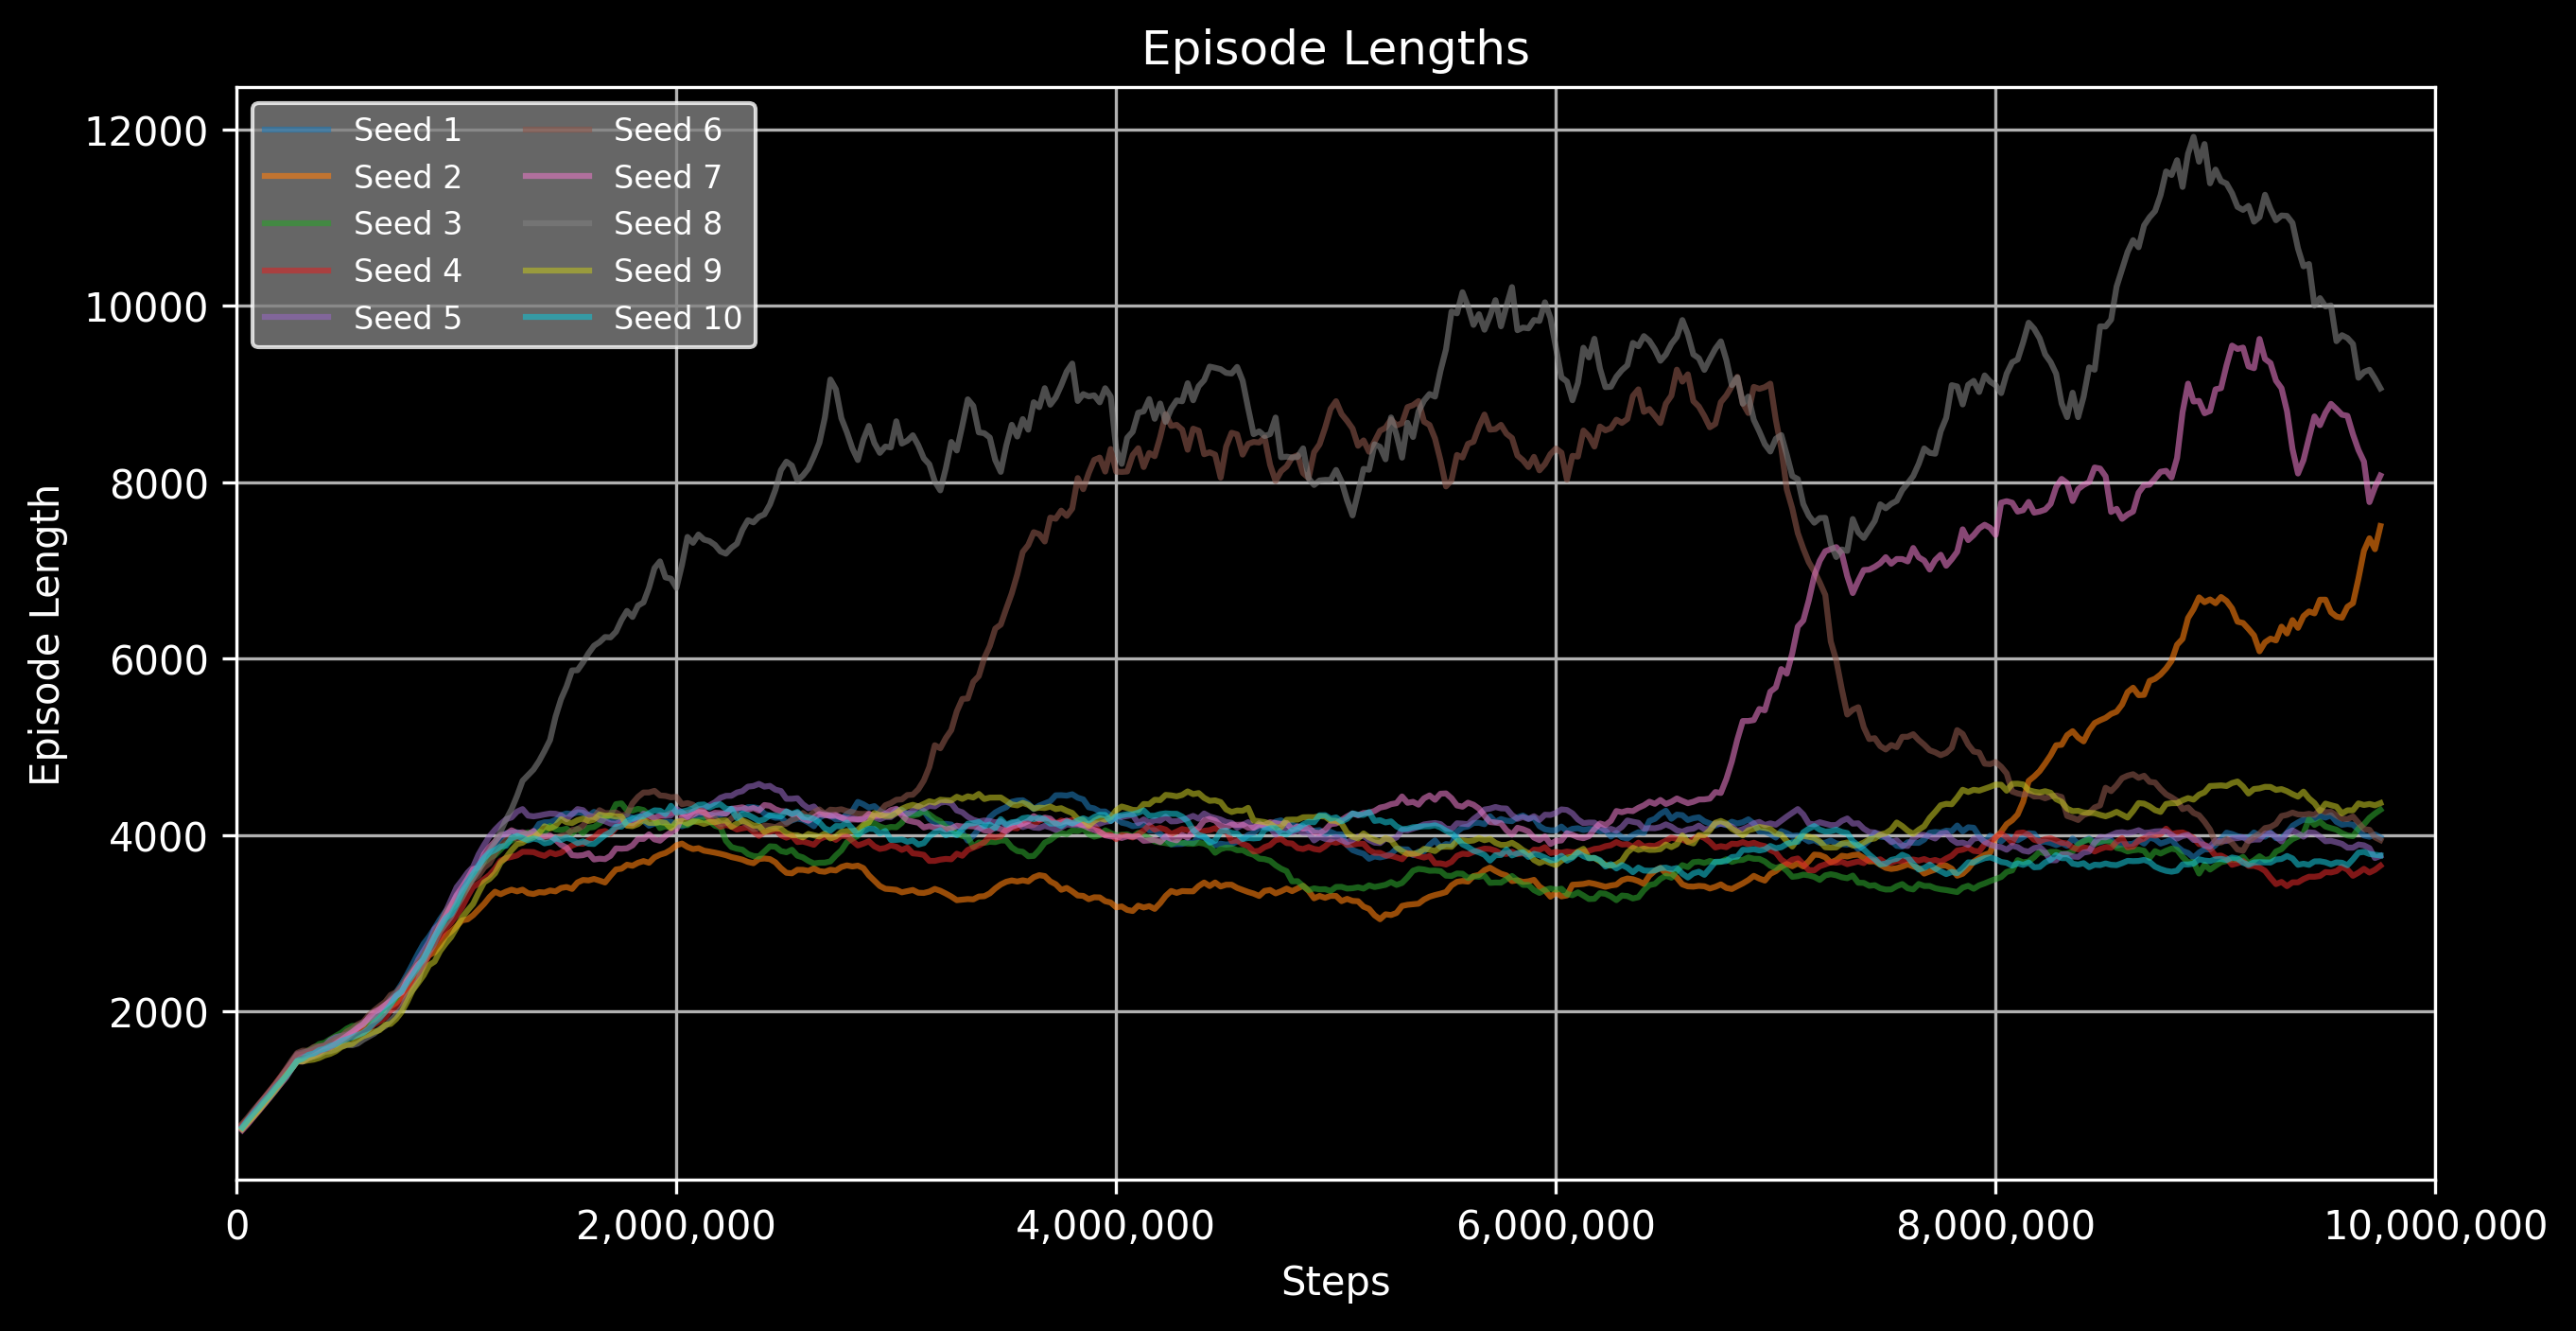 Episode Lengths
Seed 1
Seed 2
Seed 3
Seed 4
Seed 5
Seed 6
Seed 7
Seed 8
Seed 9
Seed 10
Episode Length
12000
10000
8000
6000
4000
2000
0
2,000,000
4,000,000
6,000,000
8,000,000
10,000,000
Steps